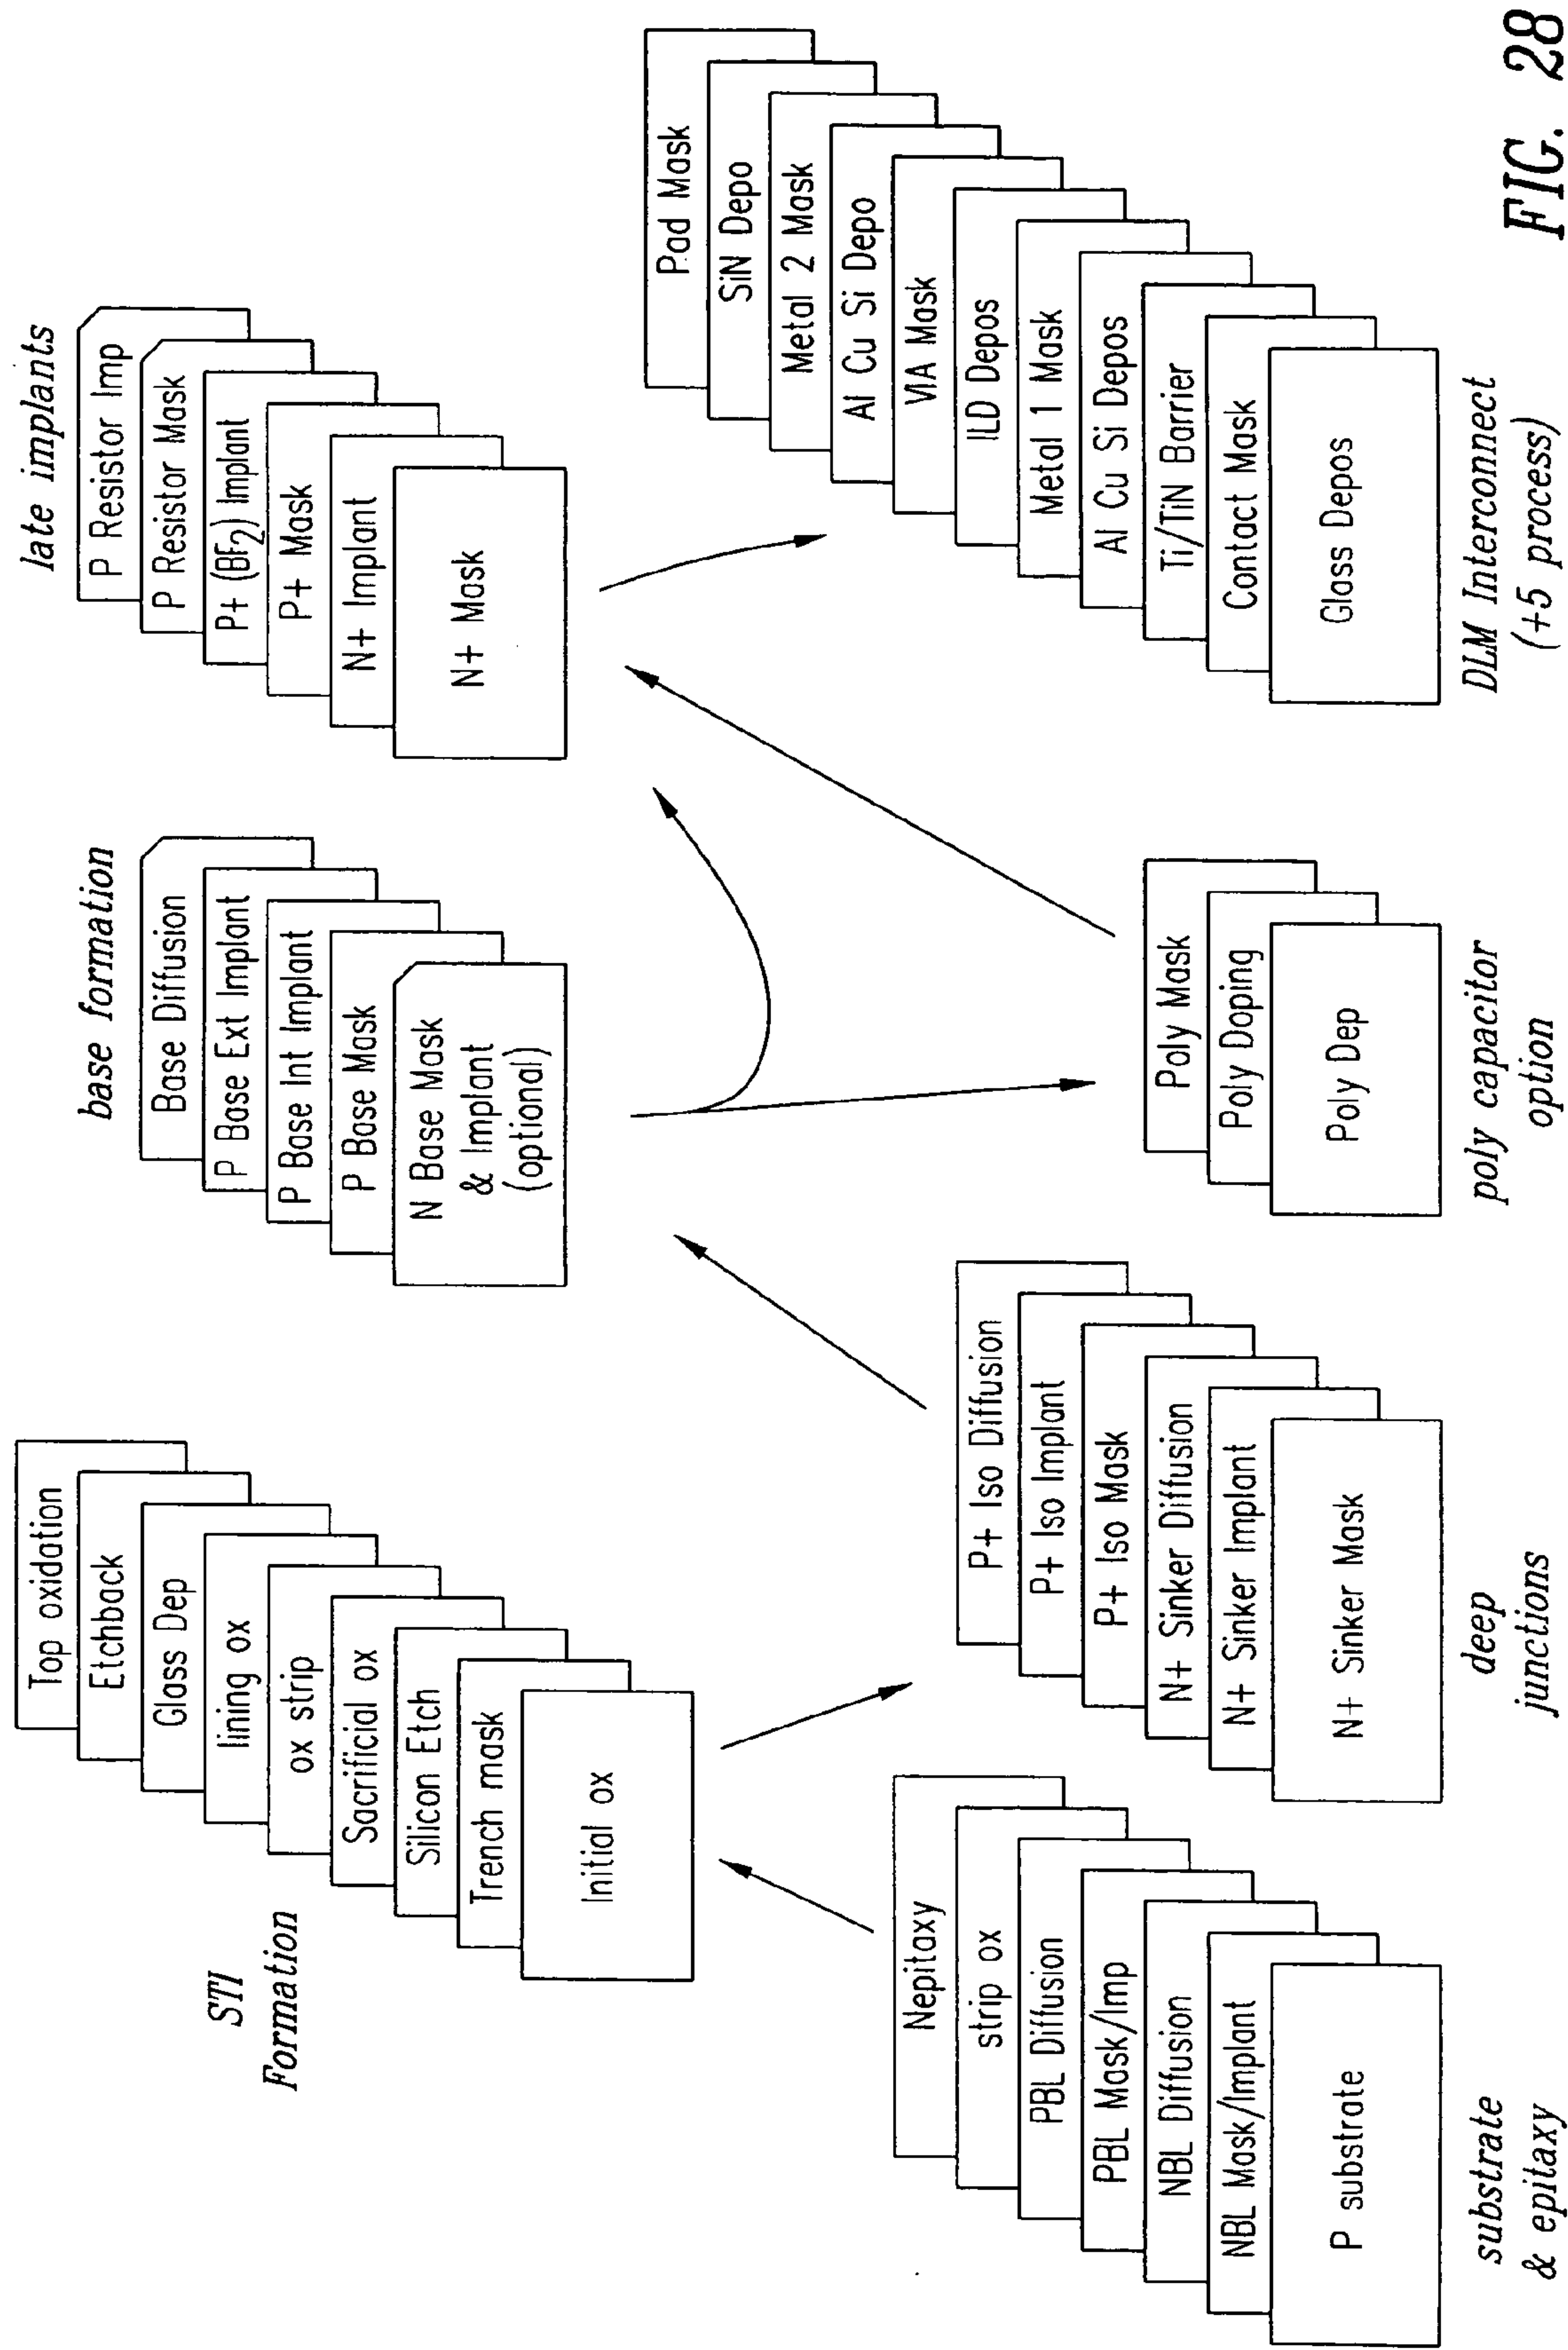 STI
Formation
Top oxidation
Etchback
Glass Dep
lining ox
ox strip
Sacrificial ox
Silicon Etch
Trench mask
Initial ox
base formation
Base Diffusion
P Base Ext Implant
P Base Int Implant
P Base Mask
N Base Mask
& Implant
(optional)
late implants
P Resistor Imp
P Resistor Mask
P+ (BF2) Implant
P+ Mask
N+ Implant
N+ Mask
Nepitaxy
strip ox
PBL Diffusion
PBL Mask/Imp
NBL Diffusion
NBL Mask/Implant
P substrate
substrate
& epitaxy
P+ Iso Diffusion
P+ Iso Implant
P+ Iso Mask
N+ Sinker Diffusion
N+ Sinker Implant
N+ Sinker Mask
deep
junctions
Poly Mask
Poly Doping
Poly Dep
poly capacitor
option
Pad Mask
SiN Depo
Metal 2 Mask
Al Cu Si Depo
VIA Mask
ILD Depos
Metal 1 Mask
Al Cu Si Depos
Ti/TiN Barrier
Contact Mask
Glass Depos
DLM Interconnect
(+5 process)
FIG. 28